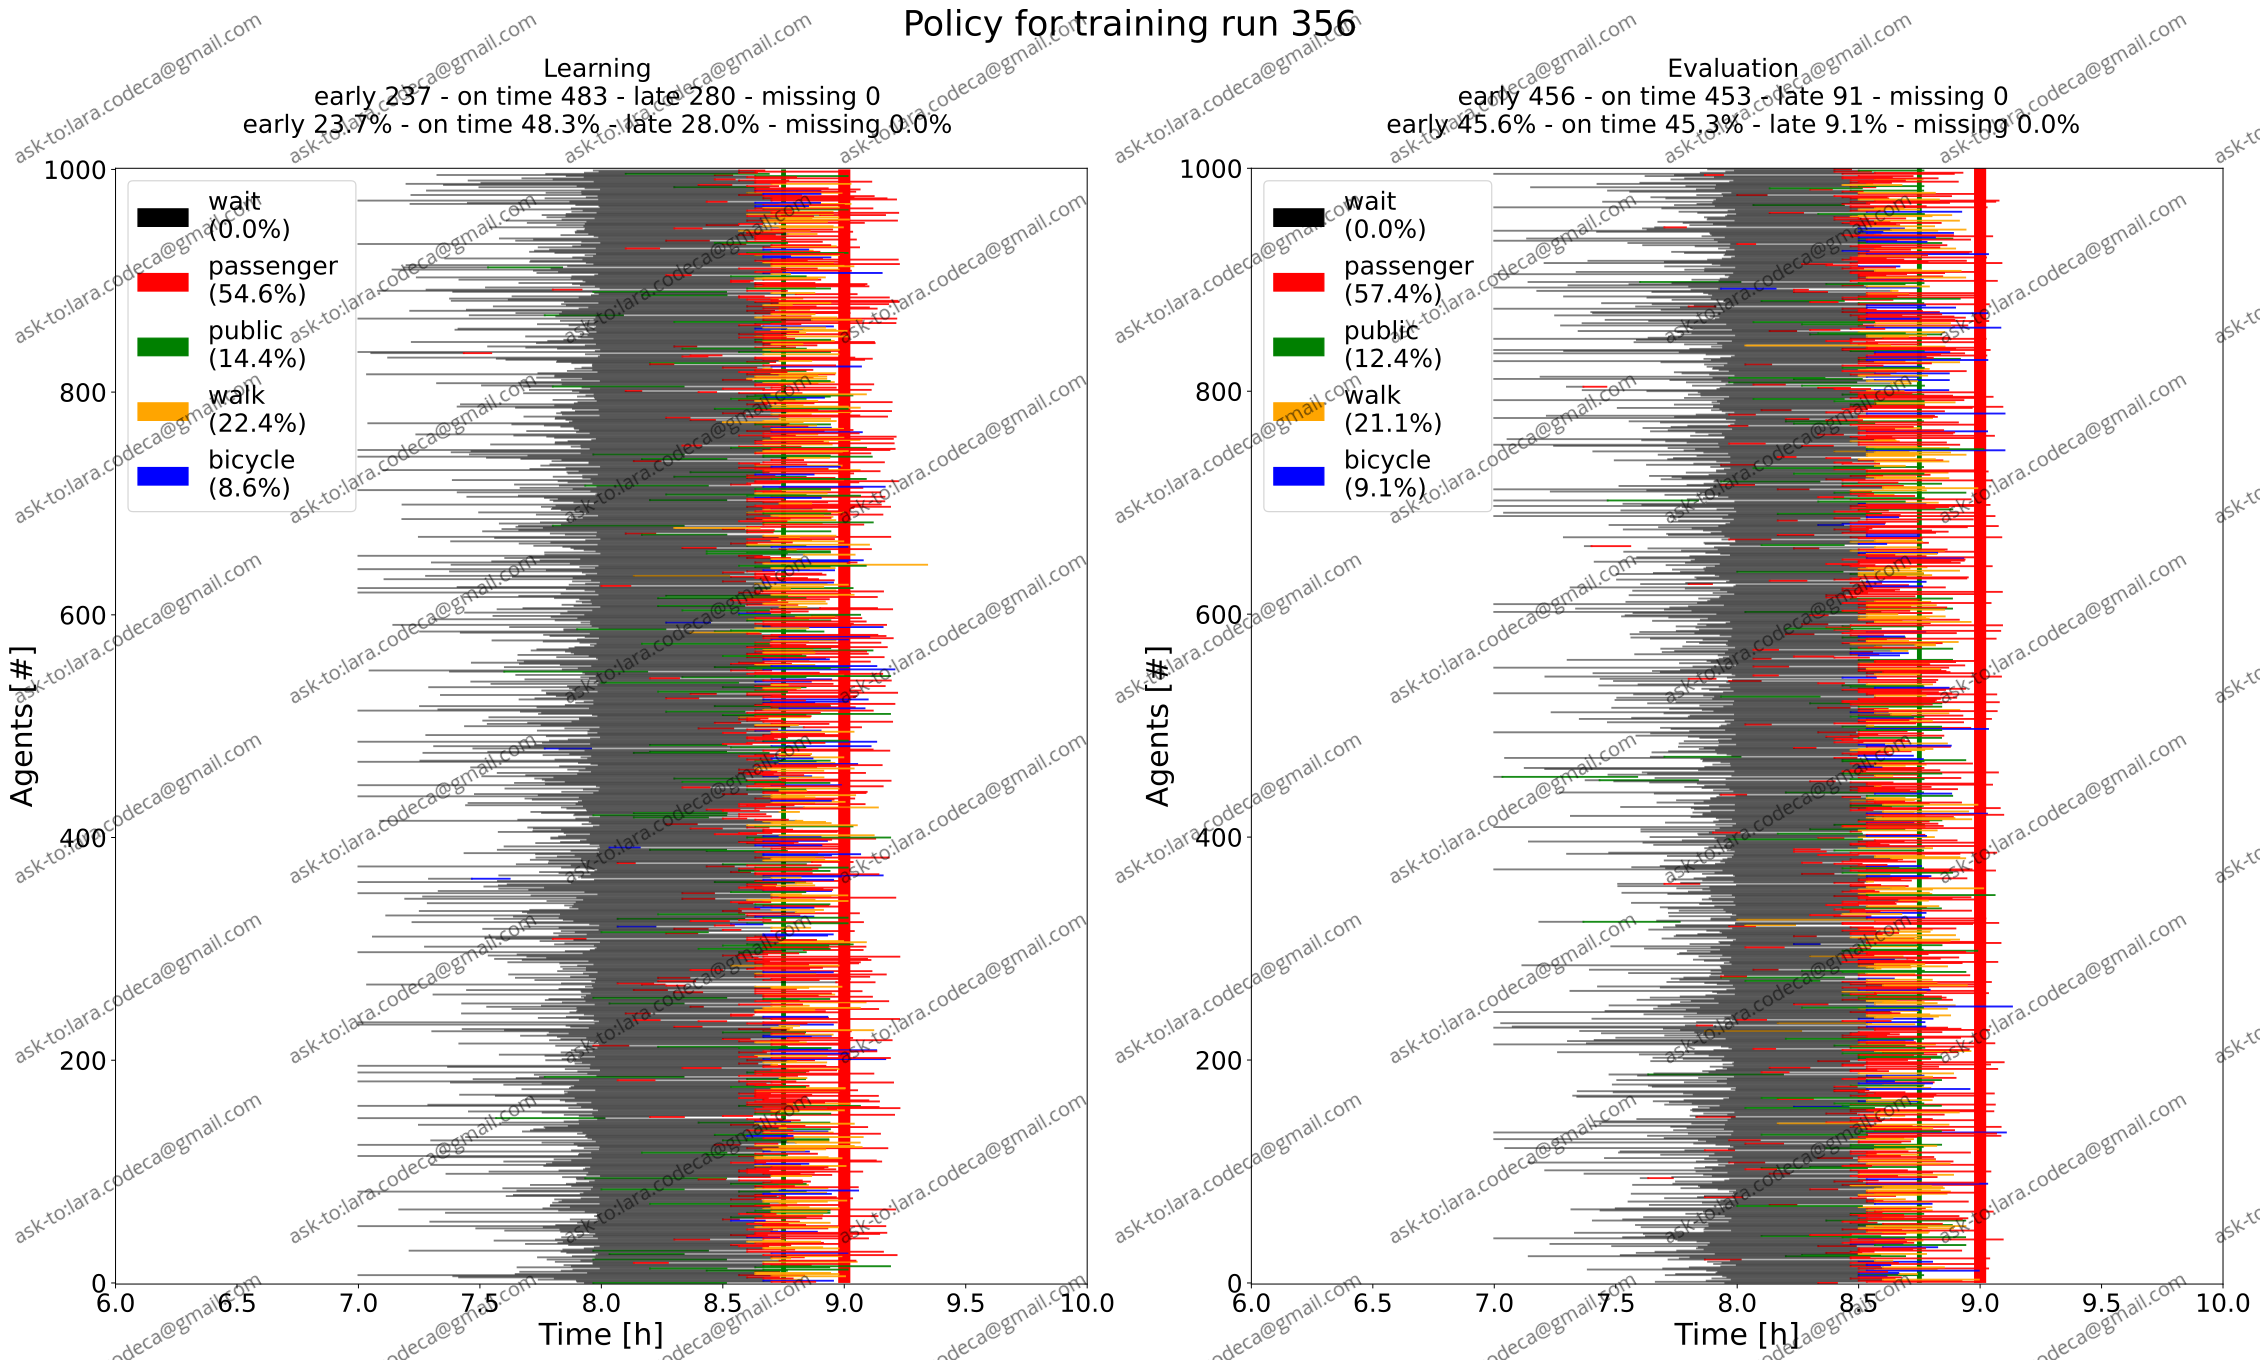 Policy for training run 356
Learning
early 237 - on time 483 - late 280 - missing 0
early 23.7% - on time 48.3% - late 28.0% - missing 0.0%
1000
800
600
400
200
0
Agents [#]
wait
(0.0%)
passenger
(54.6%)
public
(14.4%)
walk
(22.4%)
bicycle
(8.6%)
6.0 6.5 7.0 7.5 8.0 8.5 9.0 9.5 10.0
Time [h]
Evaluation
early 456 - on time 453 - late 91 - missing 0
early 45.6% - on time 45.3% - late 9.1% - missing 0.0%
1000
800
600
400
200
0
Agents [#]
wait
(0.0%)
passenger
(57.4%)
public
(12.4%)
walk
(21.1%)
bicycle
(9.1%)
6.0 6.5 7.0 7.5 8.0 8.5 9.0 9.5 10.0
Time [h]
ask-to:lara.codeca@gmail.com